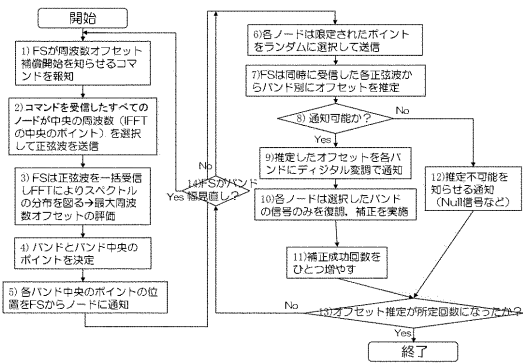 開始
1) FSが周波数オフセット
補償開始を知らせるコ
マンドを報知
2) コマンドを受信したすべての
ノードが中央の周波数（IFFT
の中央のポイント）を選択
して正弦波を送信
3) FSは正弦波を一括受信
しFFTによりスペクトル
の分布を図る→最大周波
数オフセットの評価
4) バンドとバンド中央の
ポイントを決定
5) 各バンド中央のポイントの位
置をFSからノードに通知
6)各ノードは限定されたポイント
をランダムに選択して送信
7)FSは同時に受信した各正弦波か
らバンド別にオフセットを推定
8) 通知可能か？
No
Yes
9)推定したオフセットを各バ
ンドにディジタル変調で通知
10)各ノードは選択したバンド
の信号のみを復調、補正を実施
11)補正成功回数を
ひとつ増やす
12)推定不可能を
知らせる通知
（Null信号など）
13)オフセット推定が所定回数になったか？
No
Yes
14)FSがバンド
幅見直し？
No
Yes
終了